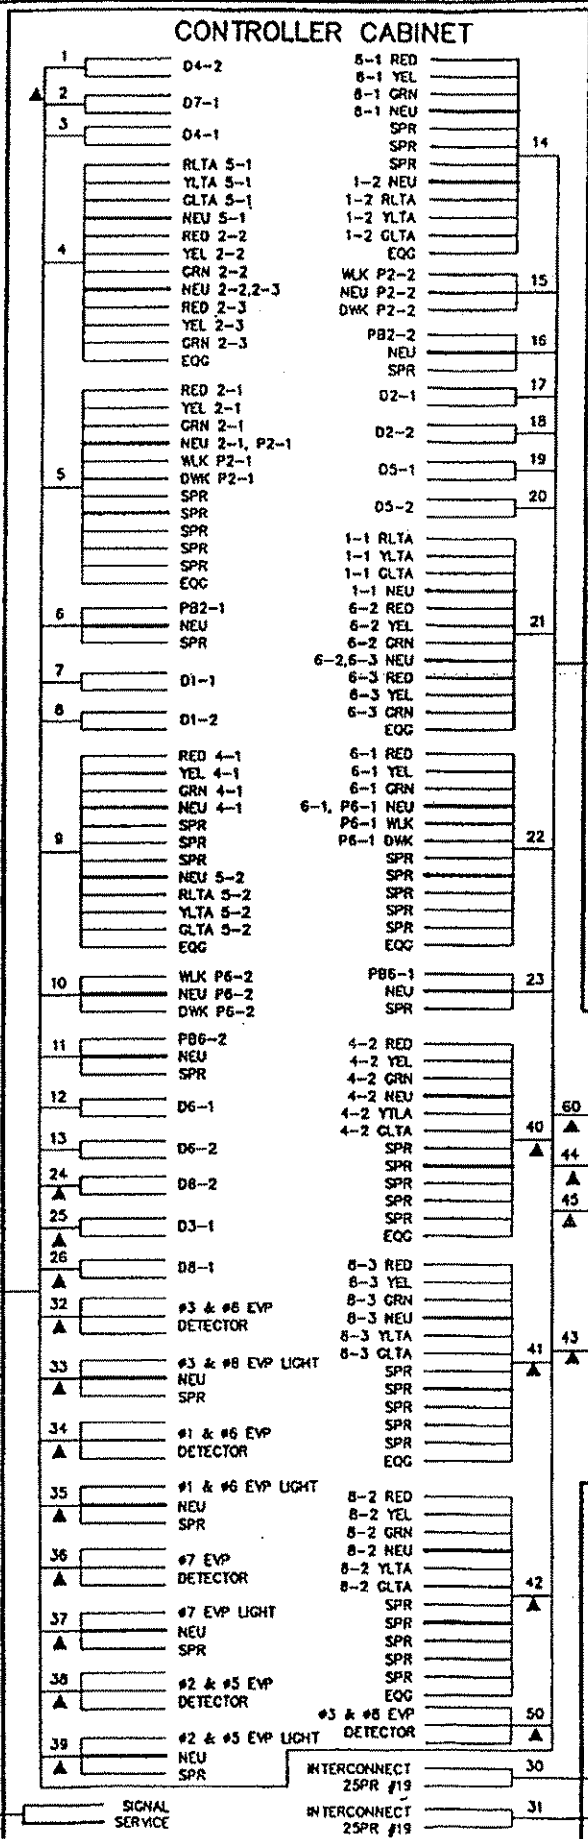 CONTROLLER CABINET
1
D4-2
2
D7-1
3
D4-1
4
RLTA 5-1
YLTA 5-1
GLTA 5-1
NEU 5-1
RED 2-2
YEL 2-2
GRN 2-2
NEU 2-2,2-3
RED 2-3
YEL 2-3
GRN 2-3
EQG
5
RED 2-1
YEL 2-1
GRN 2-1
NEU 2-1, P2-1
WLK P2-1
DWK P2-1
SPR
SPR
SPR
SPR
SPR
EQG
6
PB2-1
NEU
SPR
7
D1-1
8
D1-2
9
RED 4-1
YEL 4-1
GRN 4-1
NEU 4-1
SPR
SPR
SPR
NEU 5-2
RLTA 5-2
YLTA 5-2
GLTA 5-2
EQG
10
WLK P6-2
NEU P6-2
DWK P6-2
11
PB6-2
NEU
SPR
12
D6-1
13
D6-2
24
D8-2
25
D3-1
26
D8-1
32
#3 & #8 EVP
DETECTOR
33
#3 & #8 EVP LIGHT
NEU
SPR
34
#1 & #6 EVP
DETECTOR
35
#1 & #6 EVP LIGHT
NEU
SPR
36
#7 EVP
DETECTOR
37
#7 EVP LIGHT
NEU
SPR
38
#2 & #5 EVP
DETECTOR
39
#2 & #5 EVP LIGHT
NEU
SPR
SIGNAL
SERVICE
8-1 RED
8-1 YEL
8-1 GRN
8-1 NEU
SPR
SPR
SPR
1-2 NEU
1-2 RLTA
1-2 YLTA
1-2 GLTA
EQG
14
WLK P2-2
NEU P2-2
DWK P2-2
15
PB2-2
NEU
SPR
16
D2-1
17
D2-2
18
D5-1
19
D5-2
20
1-1 RLTA
1-1 YLTA
1-1 GLTA
1-1 NEU
6-2 RED
6-2 YEL
6-2 GRN
6-2,6-3 NEU
6-3 RED
6-3 YEL
6-3 GRN
EQG
21
6-1 RED
6-1 YEL
6-1 GRN
6-1, P6-1 NEU
P6-1 WLK
P6-1 DWK
SPR
SPR
SPR
SPR
SPR
EQG
22
PB6-1
NEU
SPR
23
4-2 RED
4-2 YEL
4-2 GRN
4-2 NEU
4-2 YTLA
4-2 GLTA
SPR
SPR
SPR
SPR
SPR
EQG
40
60
44
45
8-3 RED
8-3 YEL
8-3 GRN
8-3 NEU
8-3 YLTA
8-3 GLTA
SPR
SPR
SPR
SPR
SPR
EQG
41
43
8-2 RED
8-2 YEL
8-2 GRN
8-2 NEU
8-2 YLTA
8-2 GLTA
SPR
SPR
SPR
SPR
SPR
EQG
42
#3 & #8 EVP
DETECTOR
50
INTERCONNECT
25PR #19
30
INTERCONNECT
25PR #19
31